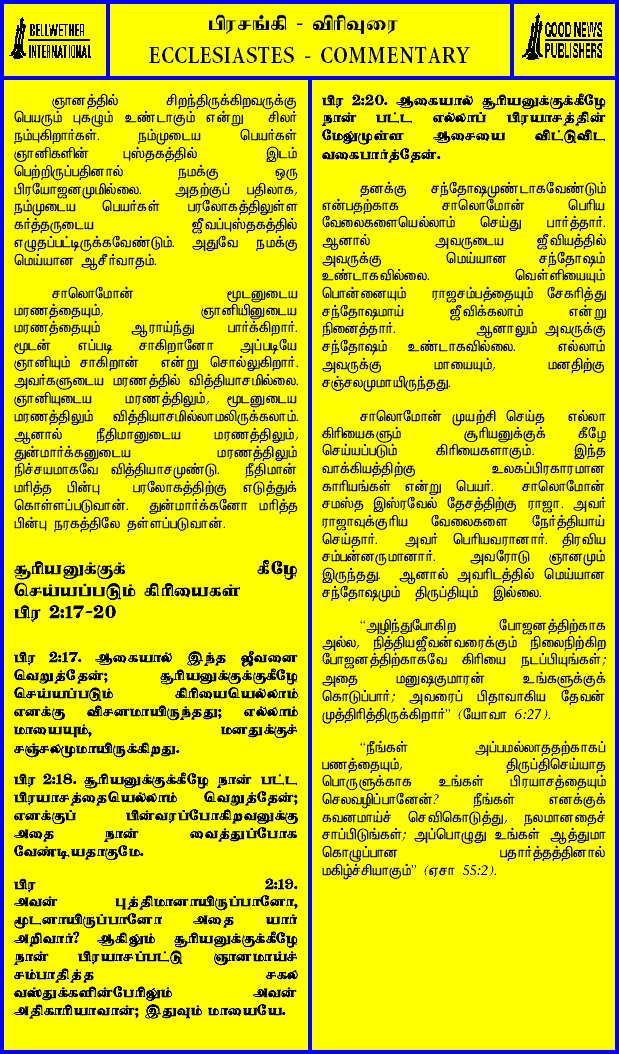 BELLWETHER
INTERNATIONAL
பிரசங்கி - விரிவுரை
ECCLESIASTES - COMMENTARY
GOOD NEWS
PUBLISHERS
ஞானத்தில் சிறந்திருக்கிறவருக்கு
பெயரும் புகழும் உண்டாகும் என்று சிலர்
நம்புகிறார்கள். நம்முடைய பெயர்கள்
ஞானிகளின் புஸ்தகத்தில் இடம்
பெற்றிருப்பதினால் நமக்கு ஒரு
பிரயோஜனமுமில்லை. அதற்குப் பதிலாக,
நம்முடைய பெயர்கள் பரலோகத்திலுள்ள
கர்த்தருடைய ஜீவப்புஸ்தகத்தில்
எழுதப்பட்டிருக்கவேண்டும். அதுவே நமக்கு
மெய்யான ஆசீர்வாதம்.
சாலொமோன் மூடனுடைய
மரணத்தையும், ஞானியினுடைய
மரணத்தையும் ஆராய்ந்து பார்க்கிறார்.
மூடன் எப்படி சாகிறானோ அப்படியே
ஞானியும் சாகிறான் என்று சொல்லுகிறார்.
அவர்களுடைய மரணத்தில் வித்தியாசமில்லை.
ஞானியுடைய மரணத்திலும், மூடனுடைய
மரணத்திலும் வித்தியாசமில்லாமலிருக்கலாம்.
ஆனால் நீதிமானுடைய மரணத்திலும்,
துன்மார்க்கனுடைய மரணத்திலும்
நிச்சயமாகவே வித்தியாசமுண்டு. நீதிமான்
மரித்த பின்பு பரலோகத்திற்கு எடுத்துக்
கொள்ளப்படுவான். துன்மார்க்கனோ மரித்த
பின்பு நரகத்திலே தள்ளப்படுவான்.
சூரியனுக்குக் கீழே
செய்யப்படும் கிரியைகள்
பிர 2:17-20
பிர 2:17. ஆகையால் இந்த ஜீவனை
வெறுத்தேன்; சூரியனுக்குக்குகீழே
செய்யப்படும் கிரியையெல்லாம்
எனக்கு விசனமாயிருந்தது; எல்லாம்
மாயையும், மனதுக்குச்
சஞ்சலமுமாயிருக்கிறது.
பிர 2:18. சூரியனுக்குக்கீழே நான் பட்ட
பிரயாசத்தையெல்லாம் வெறுத்தேன்;
எனக்குப் பின்வரப்போகிறவனுக்கு
அதை நான் வைத்துப்போக
வேண்டியதாகுமே.
பிர 2:19.
அவன் புத்திமானாயிருப்பானோ,
மூடனாயிருப்பானோ அதை யார்
அறிவார்? ஆகிலும் சூரியனுக்குக்கீழே
நான் பிரயாசப்பட்டு ஞானமாய்ச்
சம்பாதித்த சகல
வஸ்துக்களின்பேரிலும் அவன்
அதிகாரியாவான்; இதுவும் மாயையே.
பிர 2:20. ஆகையால் சூரியனுக்குக்கீழே
நான் பட்ட எல்லாப் பிரயாசத்தின்
மேலுமுள்ள ஆசையை விட்டுவிட
வகைபார்த்தேன்.
தனக்கு சந்தோஷமுண்டாகவேண்டும்
என்பதற்காக சாலொமோன் பெரிய
வேலைகளையெல்லாம் செய்து பார்த்தார்.
ஆனால் அவருடைய ஜீவியத்தில்
அவருக்கு மெய்யான சந்தோஷம்
உண்டாகவில்லை. வெள்ளியையும்
பொன்னையும் ராஜசம்பத்தையும் சேகரித்து
சந்தோஷமாய் ஜீவிக்கலாம் என்று
நினைத்தார். ஆனாலும் அவருக்கு
சந்தோஷம் உண்டாகவில்லை. எல்லாம்
அவருக்கு மாயையும், மனதிற்கு
சஞ்சலமுமாயிருந்தது.
சாலொமோன் முயற்சி செய்த எல்லா
கிரியைகளும் சூரியனுக்குக் கீழே
செய்யப்படும் கிரியைகளாகும். இந்த
வாக்கியத்திற்கு உலகப்பிரகாரமான
காரியங்கள் என்று பெயர். சாலொமோன்
சமஸ்த இஸ்ரவேல் தேசத்திற்கு ராஜா. அவர்
ராஜாவுக்குரிய வேலைகளை நேர்த்தியாய்
செய்தார். அவர் பெரியவரானார். திரவிய
சம்பன்னருமானார். அவரோடு ஞானமும்
இருந்தது. ஆனால் அவரிடத்தில் மெய்யான
சந்தோஷமும் திருப்தியும் இல்லை.
“அழிந்துபோகிற போஜனத்திற்காக
அல்ல, நித்தியஜீவன்வரைக்கும் நிலைநிற்கிற
போஜனத்திற்காகவே கிரியை நடப்பியுங்கள்;
அதை மனுஷகுமாரன் உங்களுக்குக்
கொடுப்பார்; அவரைப் பிதாவாகிய தேவன்
முத்திரித்திருக்கிறார்” (யோவா 6:27).
“நீங்கள் அப்பமல்லாததற்காகப்
பணத்தையும், திருப்திசெய்யாத
பொருளுக்காக உங்கள் பிரயாசத்தையும்
செலவழிப்பானேன்? நீங்கள் எனக்குக்
கவனமாய்ச் செவிகொடுத்து, நலமானதைச்
சாப்பிடுங்கள்; அப்பொழுது உங்கள் ஆத்துமா
கொழுப்பான பதார்த்தத்தினால்
மகிழ்ச்சியாகும்” (ஏசா 55:2).